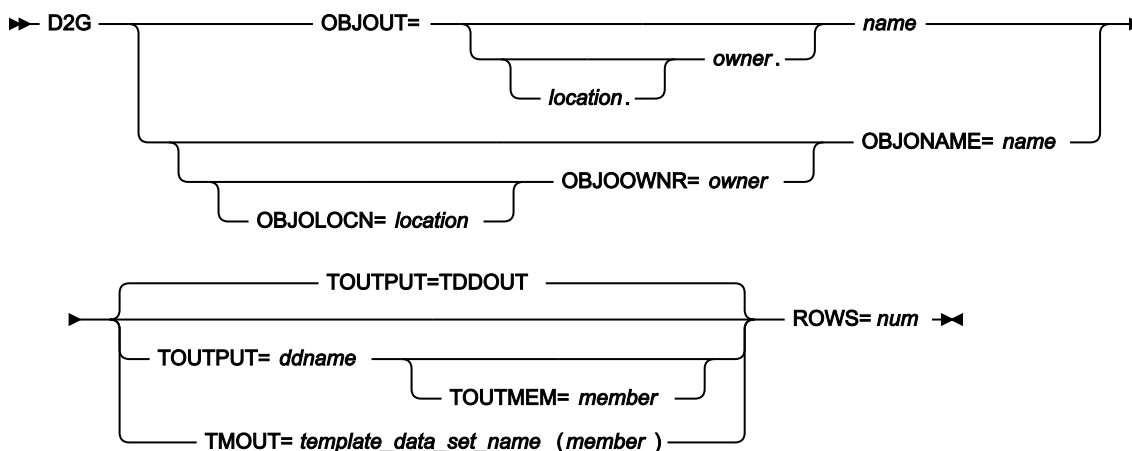 D2G OBJOUT= name
owner.
location.
OBJONAME= name
OBJOOWNR= owner
OBJOLOCN= location
TOUTPUT=TDDOUT
ROWS= num
TOUTPUT= ddname
TOUTMEM= member
TMOUT= template_data_set_name (member )